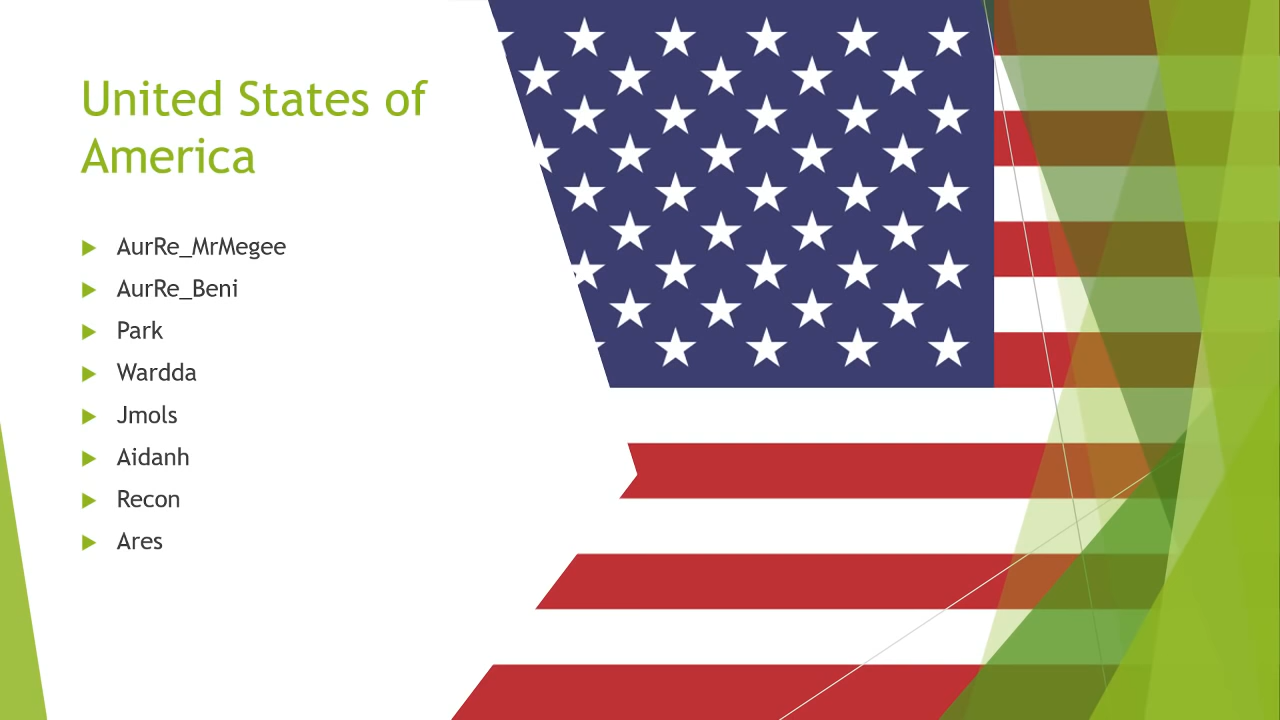 United States of
America
AurRe_MrMegee
AurRe_Beni
Park
Wardda
Jmols
Aidanh
Recon
Ares